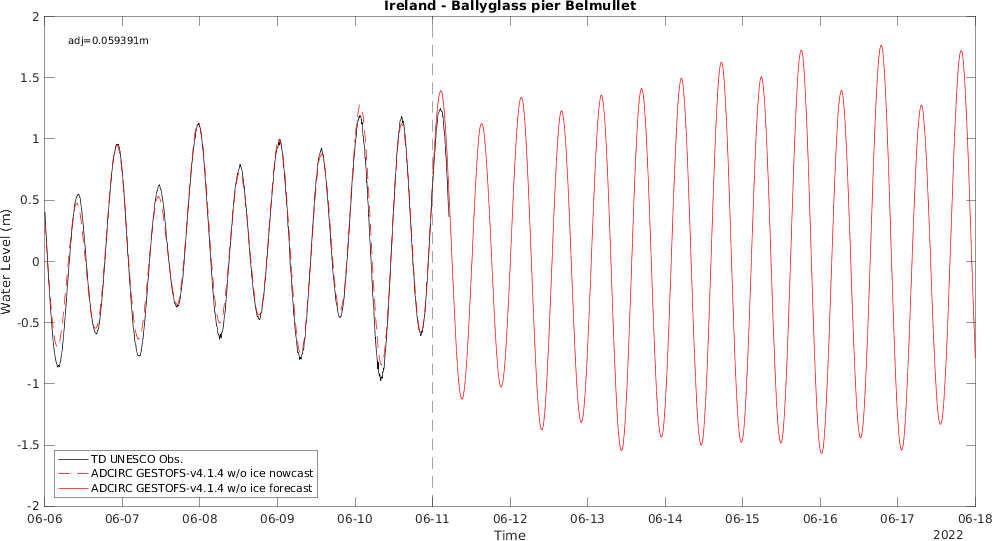 Ireland - Ballyglass pier Belmullet
adj=0.059391m
2
1.5
1
0.5
0
-0.5
-1
-1.5
-2
Water Level (m)
TD UNESCO Obs.
ADCIRC GESTOFS-v4.1.4 w/o ice nowcast
ADCIRC GESTOFS-v4.1.4 w/o ice forecast
06-06 06-07 06-08 06-09 06-10 06-11 06-12 06-13 06-14 06-15 06-16 06-17 06-18
Time
2022